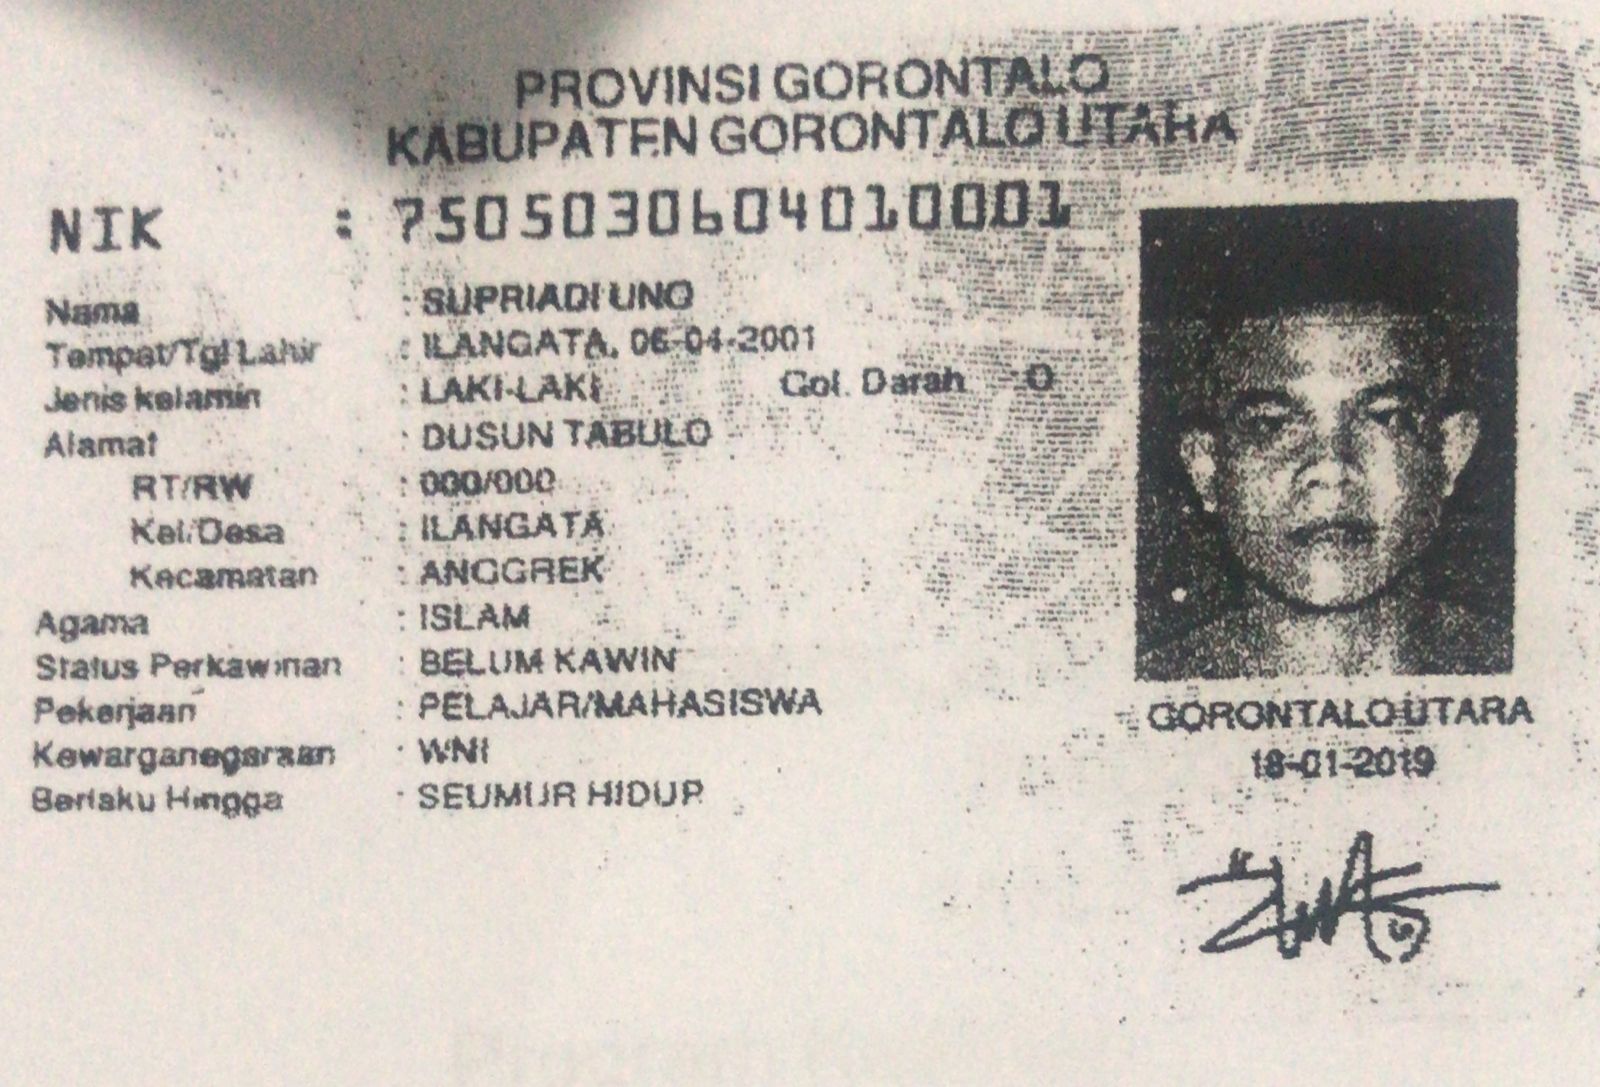 PROVINSI GORONTALO
KABUPATEN GORONTALO UTARA
NIK : 7505030604010001
Nama : SUPRIADI UNO
Tempat/Tgl Lahir : ILANGATA, 06-04-2001
Jenis kelamin : LAKI-LAKI Gol. Darah : O
Alamat : DUSUN TABULO
RT/RW : 000/000
Kel/Desa : ILANGATA
Kecamatan : ANGGREK
Agama : ISLAM
Status Perkawinan : BELUM KAWIN
Pekerjaan : PELAJAR/MAHASISWA
Kewarganegaraan : WNI
Berlaku Hingga : SEUMUR HIDUP
GORONTALO UTARA
18-01-2019